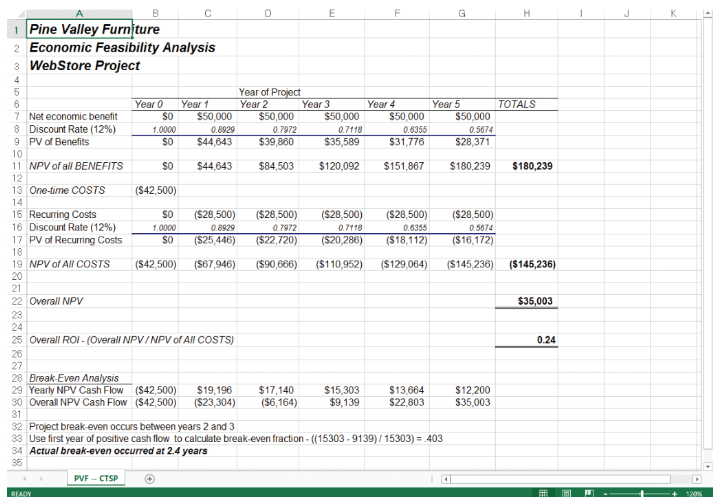 A B C D E F G H I J K
1 Pine Valley Furniture
2 Economic Feasibility Analysis
3 WebStore Project
4
5 Year of Project
6 Year 0 Year 1 Year 2 Year 3 Year 4 Year 5 TOTALS
7 Net economic benefit $0 $50,000 $50,000 $50,000 $50,000 $50,000
8 Discount Rate (12%) 1.0000 0.8929 0.7972 0.7118 0.6355 0.5674
9 PV of Benefits $0 $44,643 $39,860 $35,589 $31,776 $28,371
10
11 NPV of all BENEFITS $0 $44,643 $84,503 $120,092 $151,867 $180,239 $180,239
12
13 One-time COSTS ($42,500)
14
15 Recurring Costs $0 ($28,500) ($28,500) ($28,500) ($28,500) ($28,500)
16 Discount Rate (12%) 1.0000 0.8929 0.7972 0.7118 0.6355 0.5674
17 PV of Recurring Costs $0 ($25,446) ($22,720) ($20,286) ($18,112) ($16,172)
18
19 NPV of All COSTS ($42,500) ($67,946) ($90,666) ($110,952) ($129,064) ($145,236) ($145,236)
20
21
22 Overall NPV $35,003
23
24
25 Overall ROI - (Overall NPV / NPV of All COSTS) 0.24
26
27
28 Break-Even Analysis
29 Yearly NPV Cash Flow ($42,500) $19,196 $17,140 $15,303 $13,664 $12,200
30 Overall NPV Cash Flow ($42,500) ($23,304) ($6,164) $9,139 $22,803 $35,003
31
32 Project break-even occurs between years 2 and 3
33 Use first year of positive cash flow to calculate break-even fraction - ((15303 - 9139) / 15303) = .403
34 Actual break-even occurred at 2.4 years
35
PVF -- CTSP
READY 120%